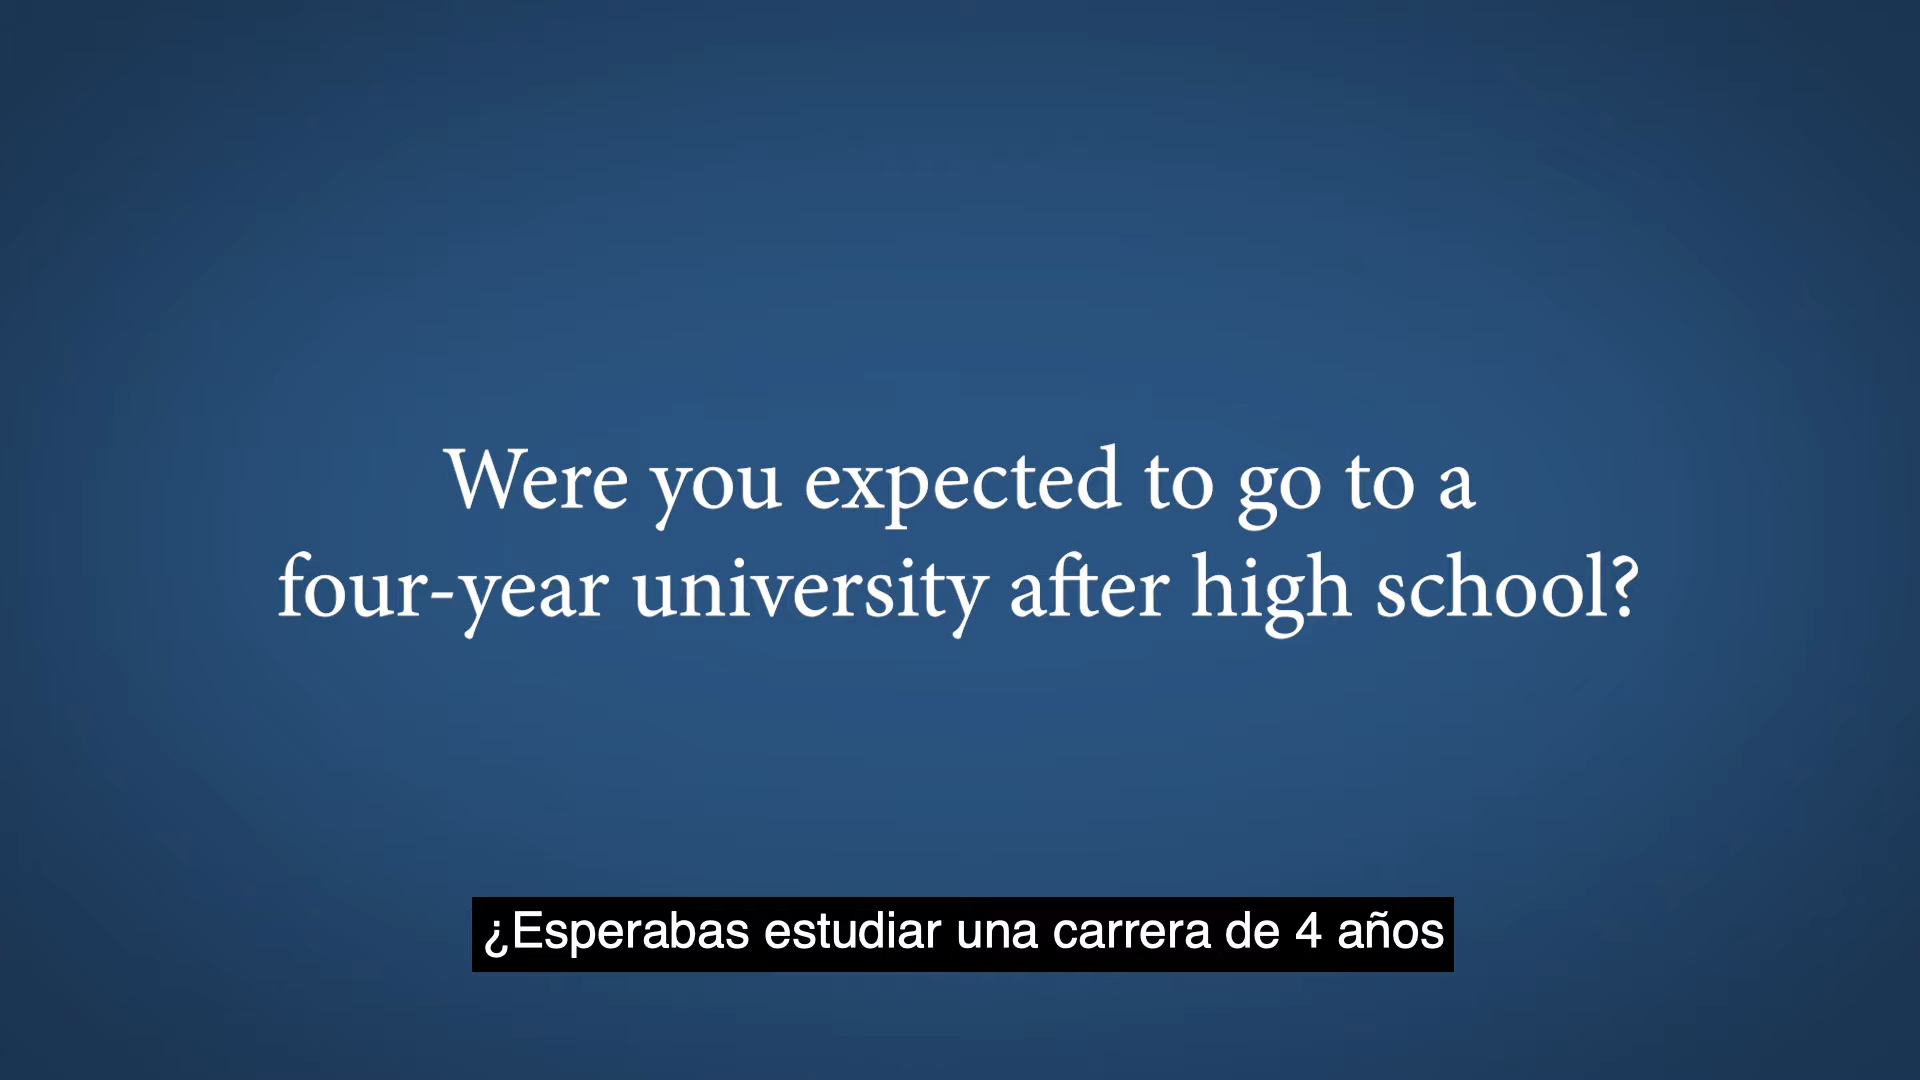 Were you expected to go to a
four-year university after high school?
¿Esperabas estudiar una carrera de 4 años